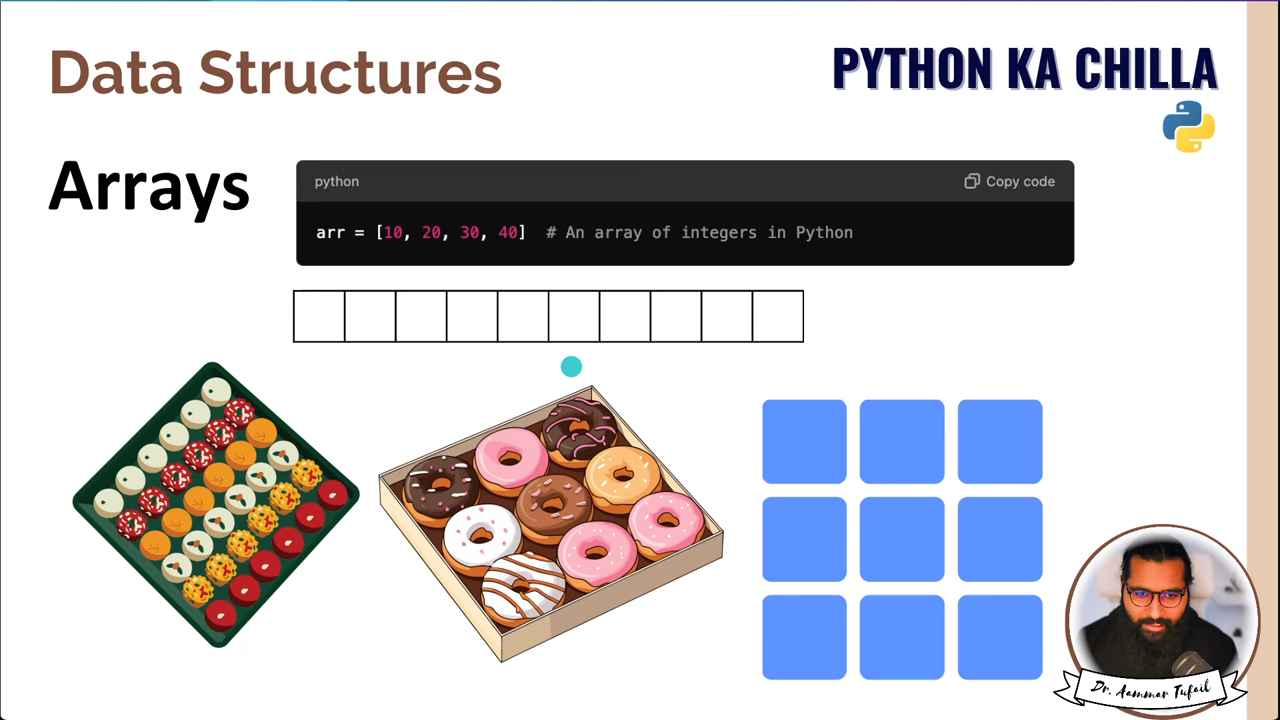 Data Structures
PYTHON KA CHILLA
Arrays
python
Copy code
arr = [10, 20, 30, 40]  # An array of integers in Python
Dr. Aammar Tufail